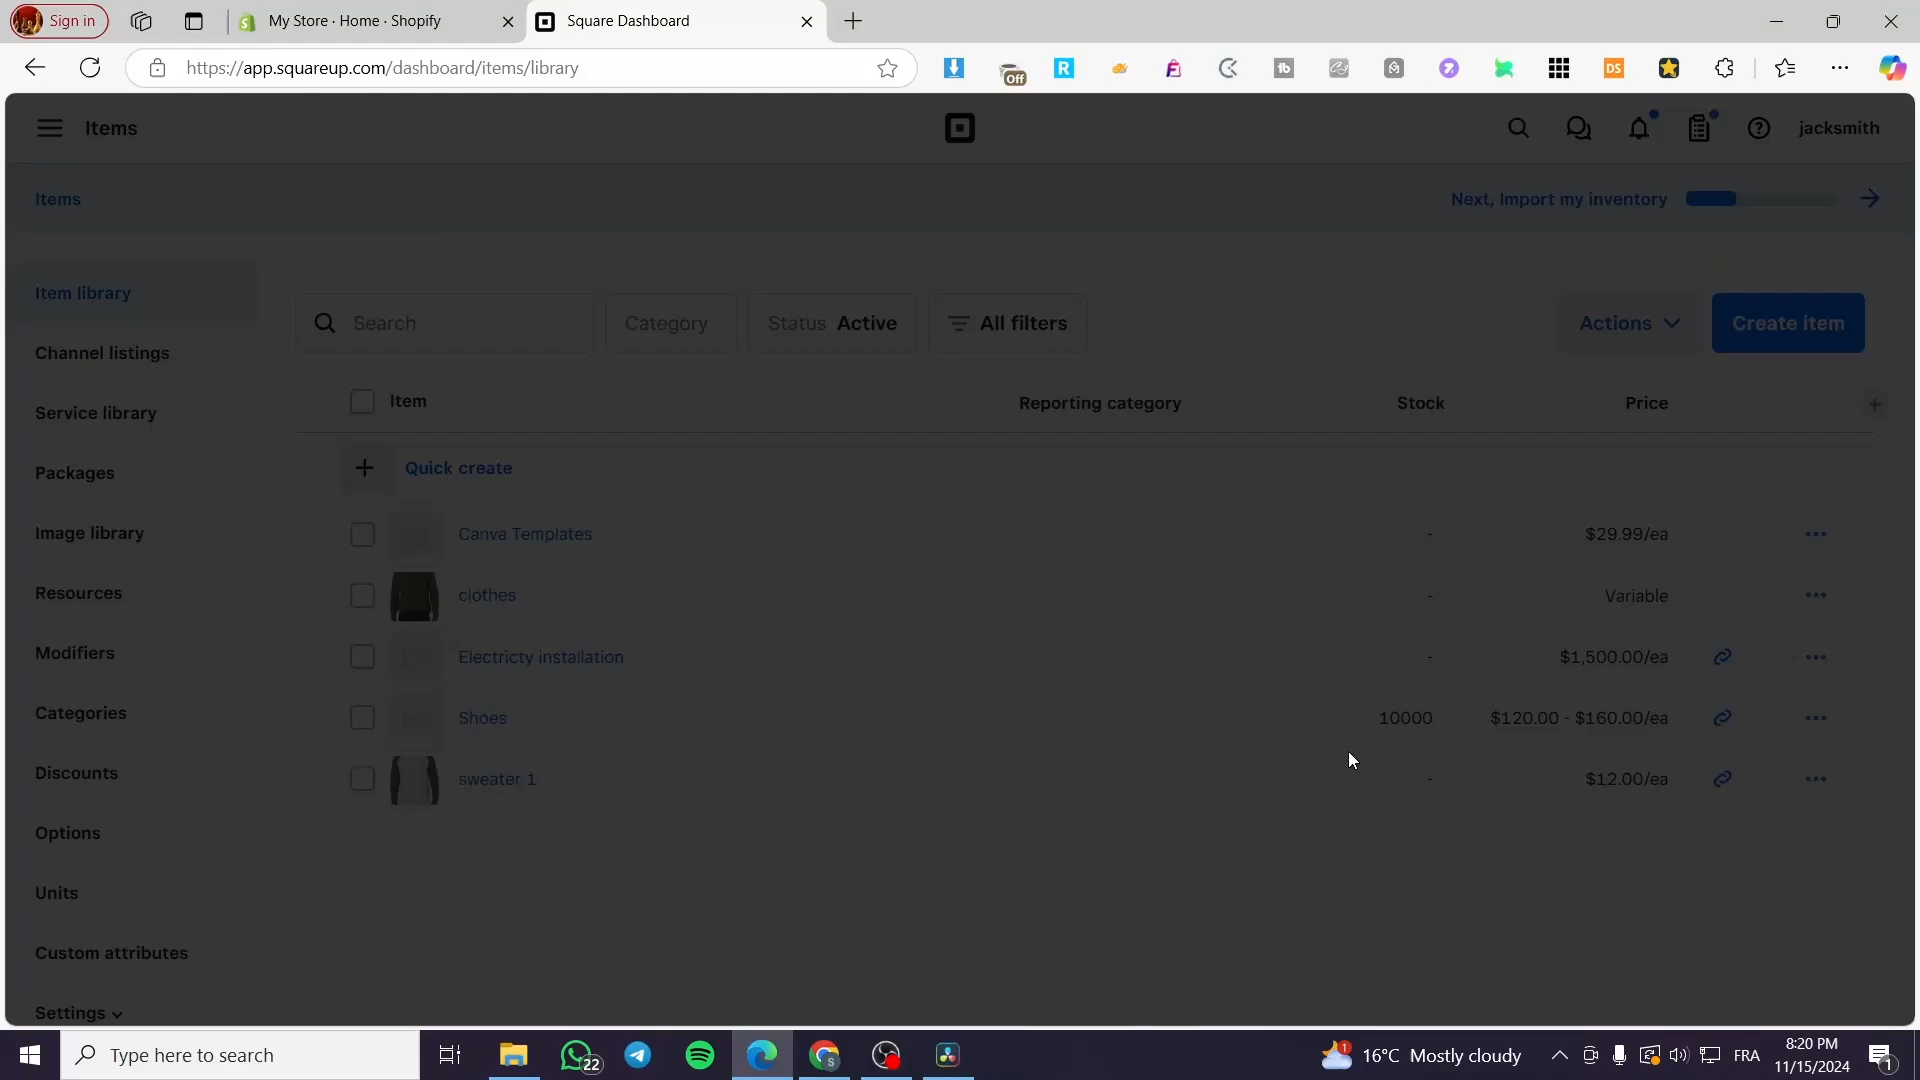 Sign in
My Store · Home · Shopify
Square Dashboard
https://app.squareup.com/dashboard/items/library
Off
R
tb
DS
Items
jacksmith
Items
Next, Import my inventory
Item library
Search
Category
Status Active
All filters
Actions
Create item
Channel listings
Item
Reporting category
Stock
Price
Service library
Quick create
Packages
Image library
Canva Templates
-
$29.99/ea
Resources
clothes
-
Variable
Modifiers
Electricty installation
-
$1,500.00/ea
Categories
Shoes
10000
$120.00 - $160.00/ea
Discounts
sweater 1
-
$12.00/ea
Options
Units
Custom attributes
Settings
Type here to search
22
S
1
16°C Mostly cloudy
FRA
8:20 PM
11/15/2024
1